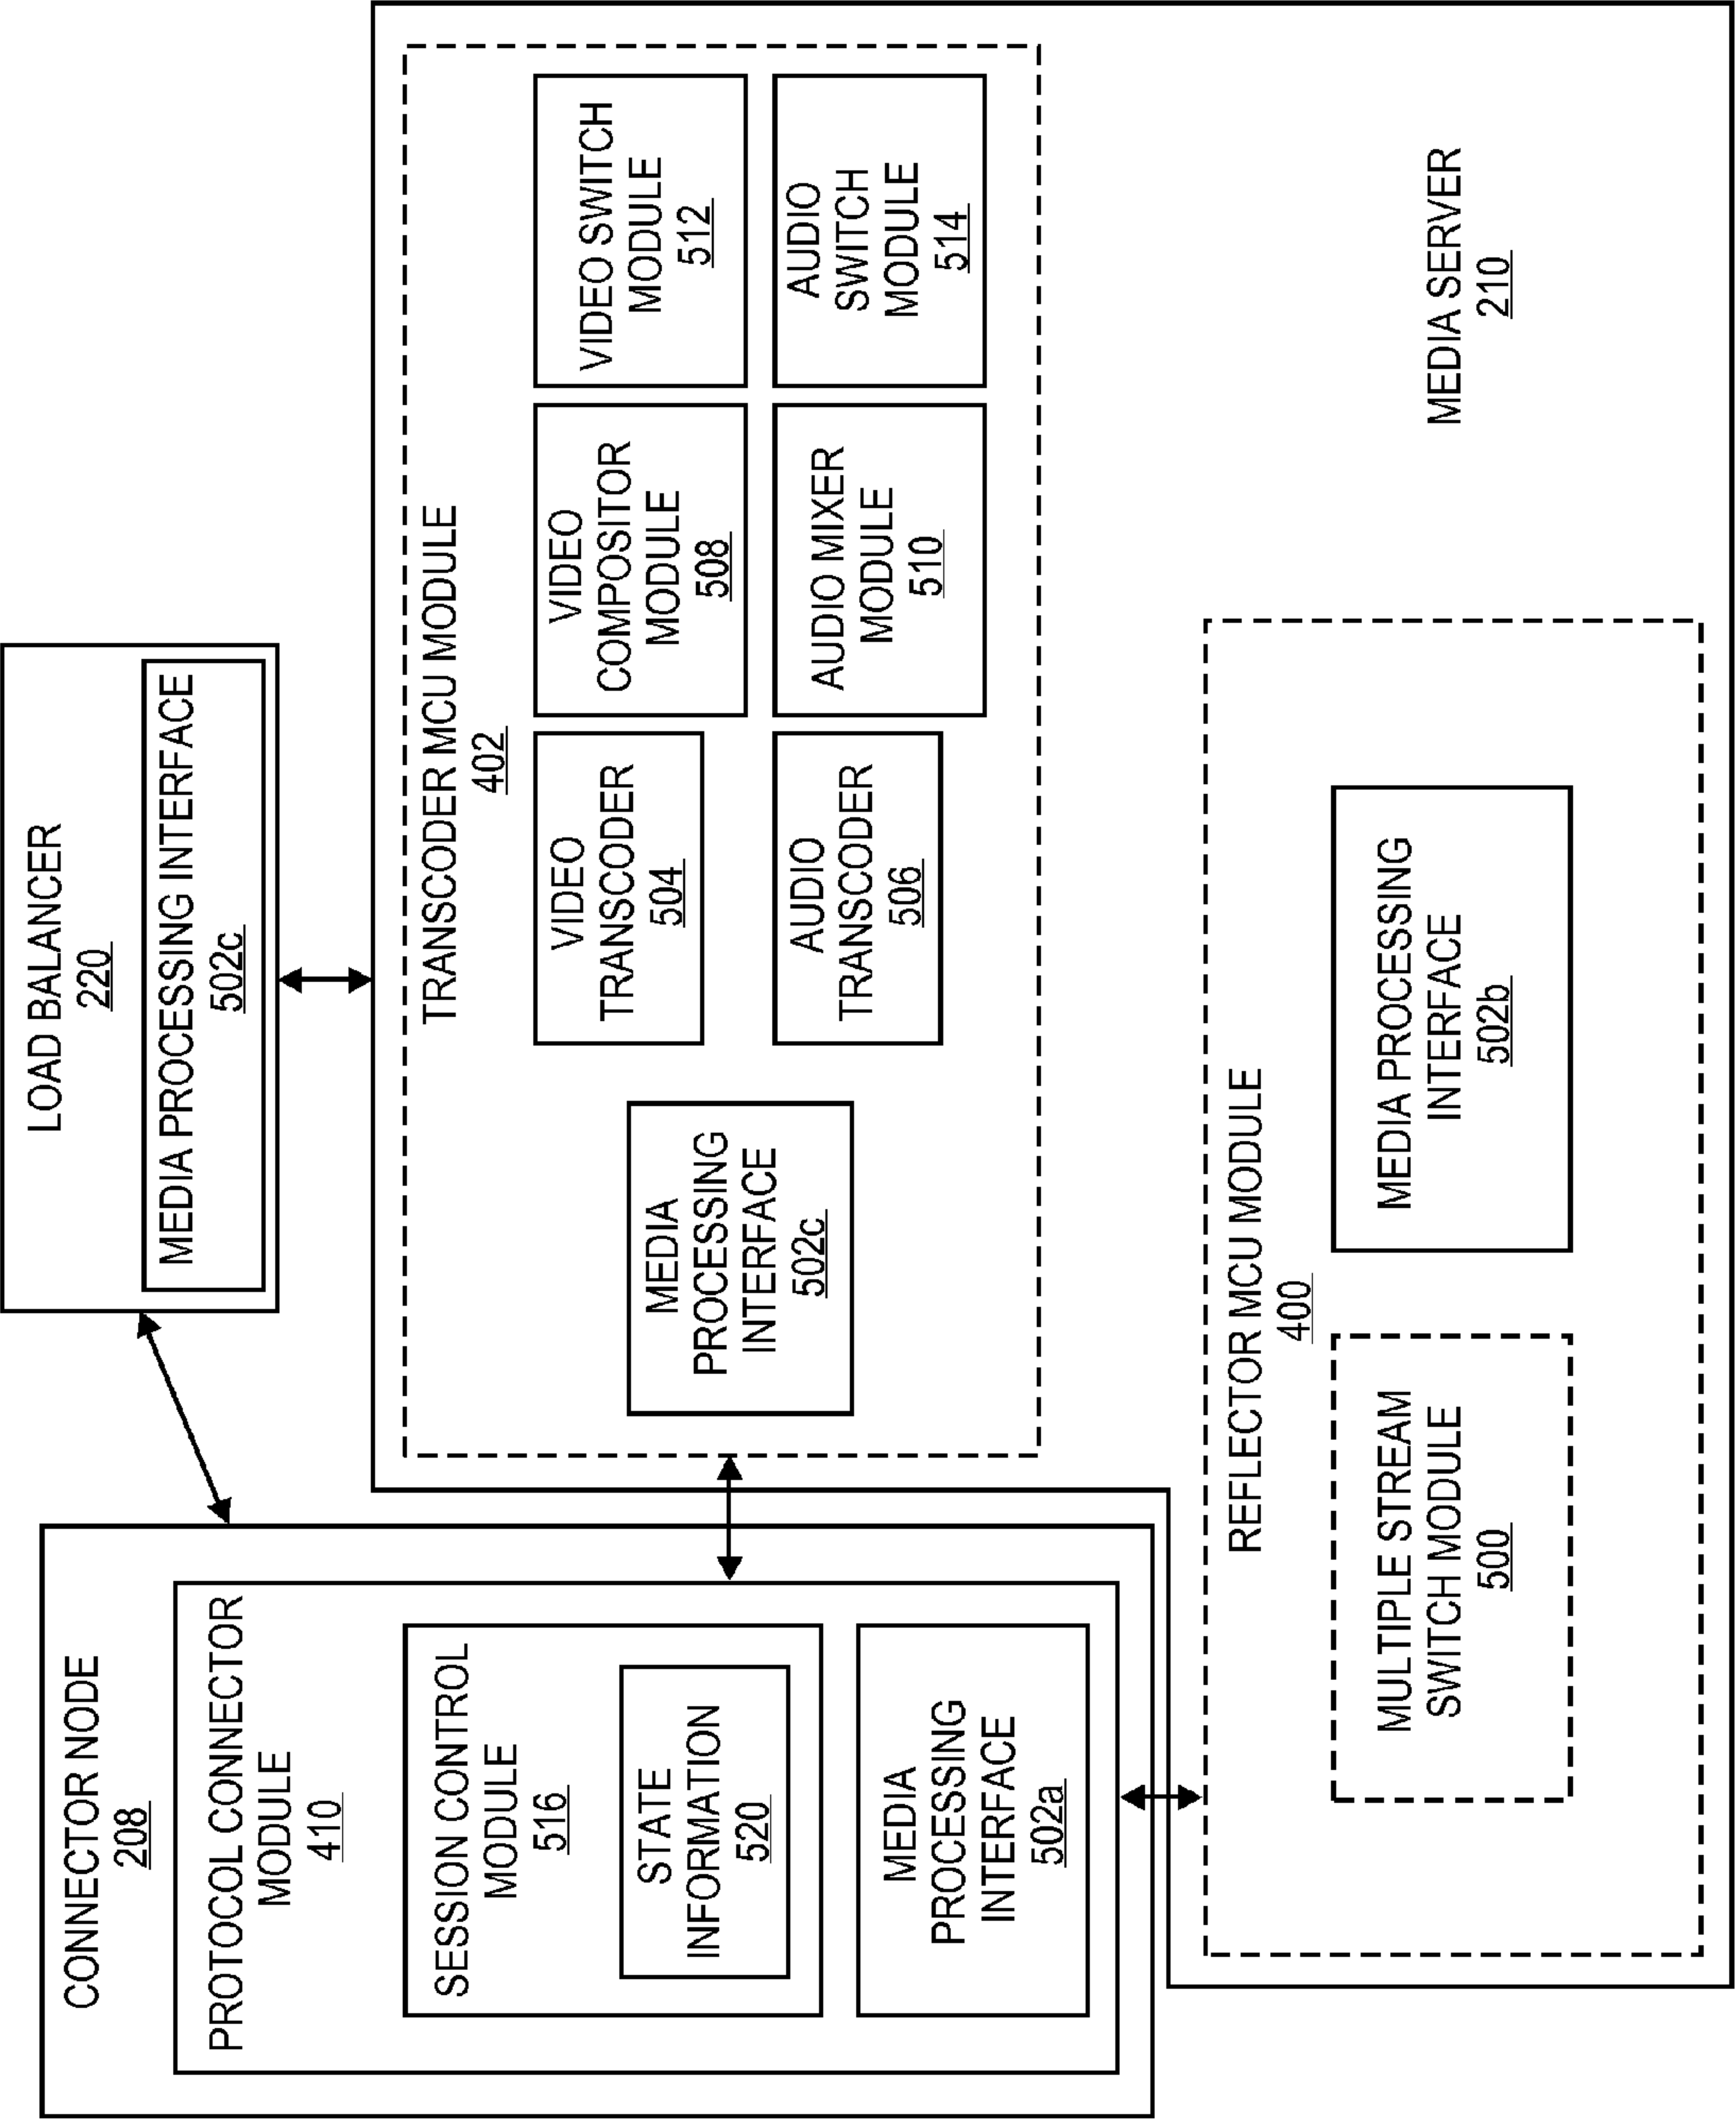 CONNECTOR NODE
208
PROTOCOL CONNECTOR
MODULE
410
SESSION CONTROL
MODULE
516
STATE
INFORMATION
520
MEDIA
PROCESSING
INTERFACE
502a
LOAD BALANCER
220
MEDIA PROCESSING INTERFACE
502c
TRANSCODER MCU MODULE
402
MEDIA
PROCESSING
INTERFACE
502c
VIDEO
TRANSCODER
504
VIDEO
COMPOSITOR
MODULE
508
VIDEO SWITCH
MODULE
512
AUDIO
TRANSCODER
506
AUDIO MIXER
MODULE
510
AUDIO
SWITCH
MODULE
514
REFLECTOR MCU MODULE
400
MULTIPLE STREAM
SWITCH MODULE
500
MEDIA PROCESSING
INTERFACE
502b
MEDIA SERVER
210